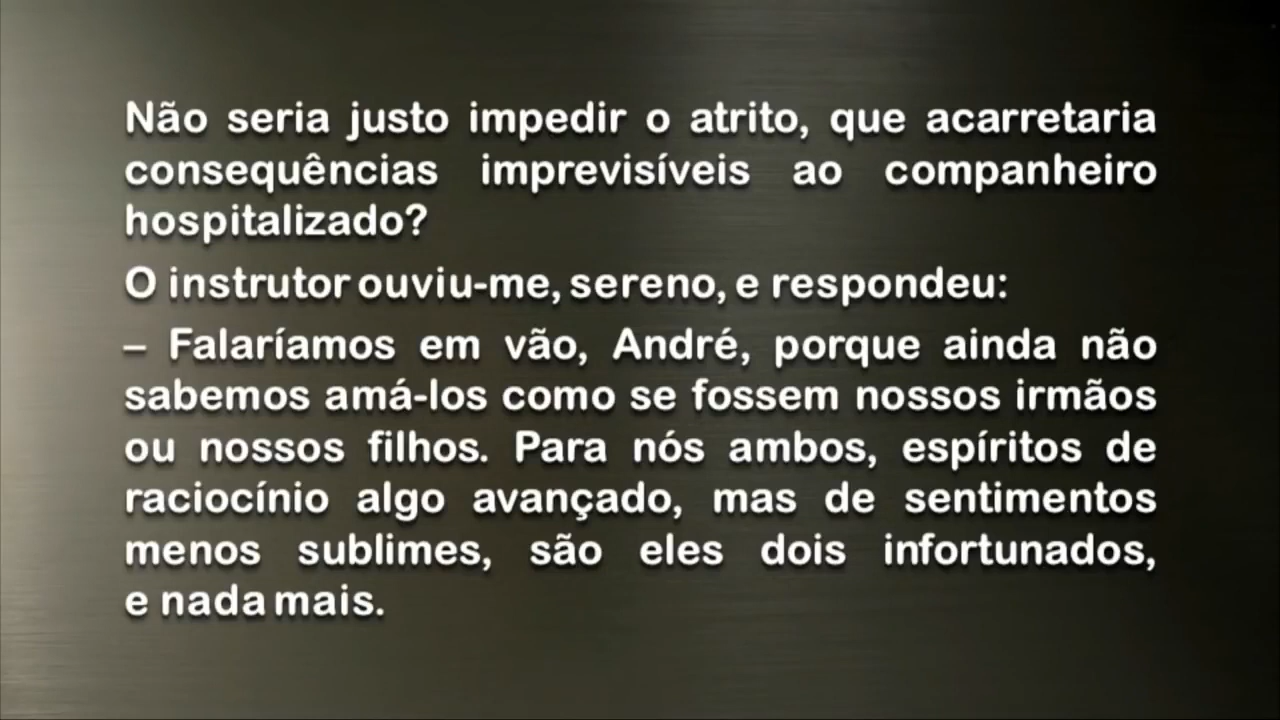 Não seria justo impedir o atrito, que acarretaria
consequências imprevisíveis ao companheiro
hospitalizado?
O instrutor ouviu-me, sereno, e respondeu:
– Falaríamos em vão, André, porque ainda não
sabemos amá-los como se fossem nossos irmãos
ou nossos filhos. Para nós ambos, espíritos de
raciocínio algo avançado, mas de sentimentos
menos sublimes, são eles dois infortunados,
e nada mais.